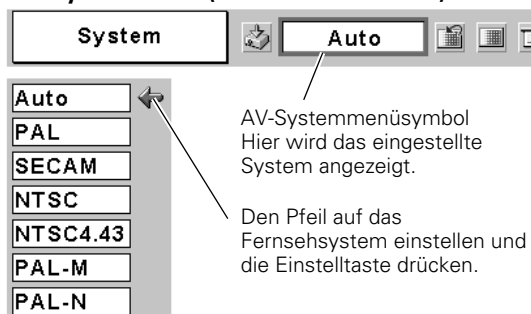 System
Auto
Auto
PAL
SECAM
NTSC
NTSC4.43
PAL-M
PAL-N
AV-Systemmenüsymbol
Hier wird das eingestellte
System angezeigt.
Den Pfeil auf das
Fernsehsystem einstellen und
die Einstelltaste drücken.